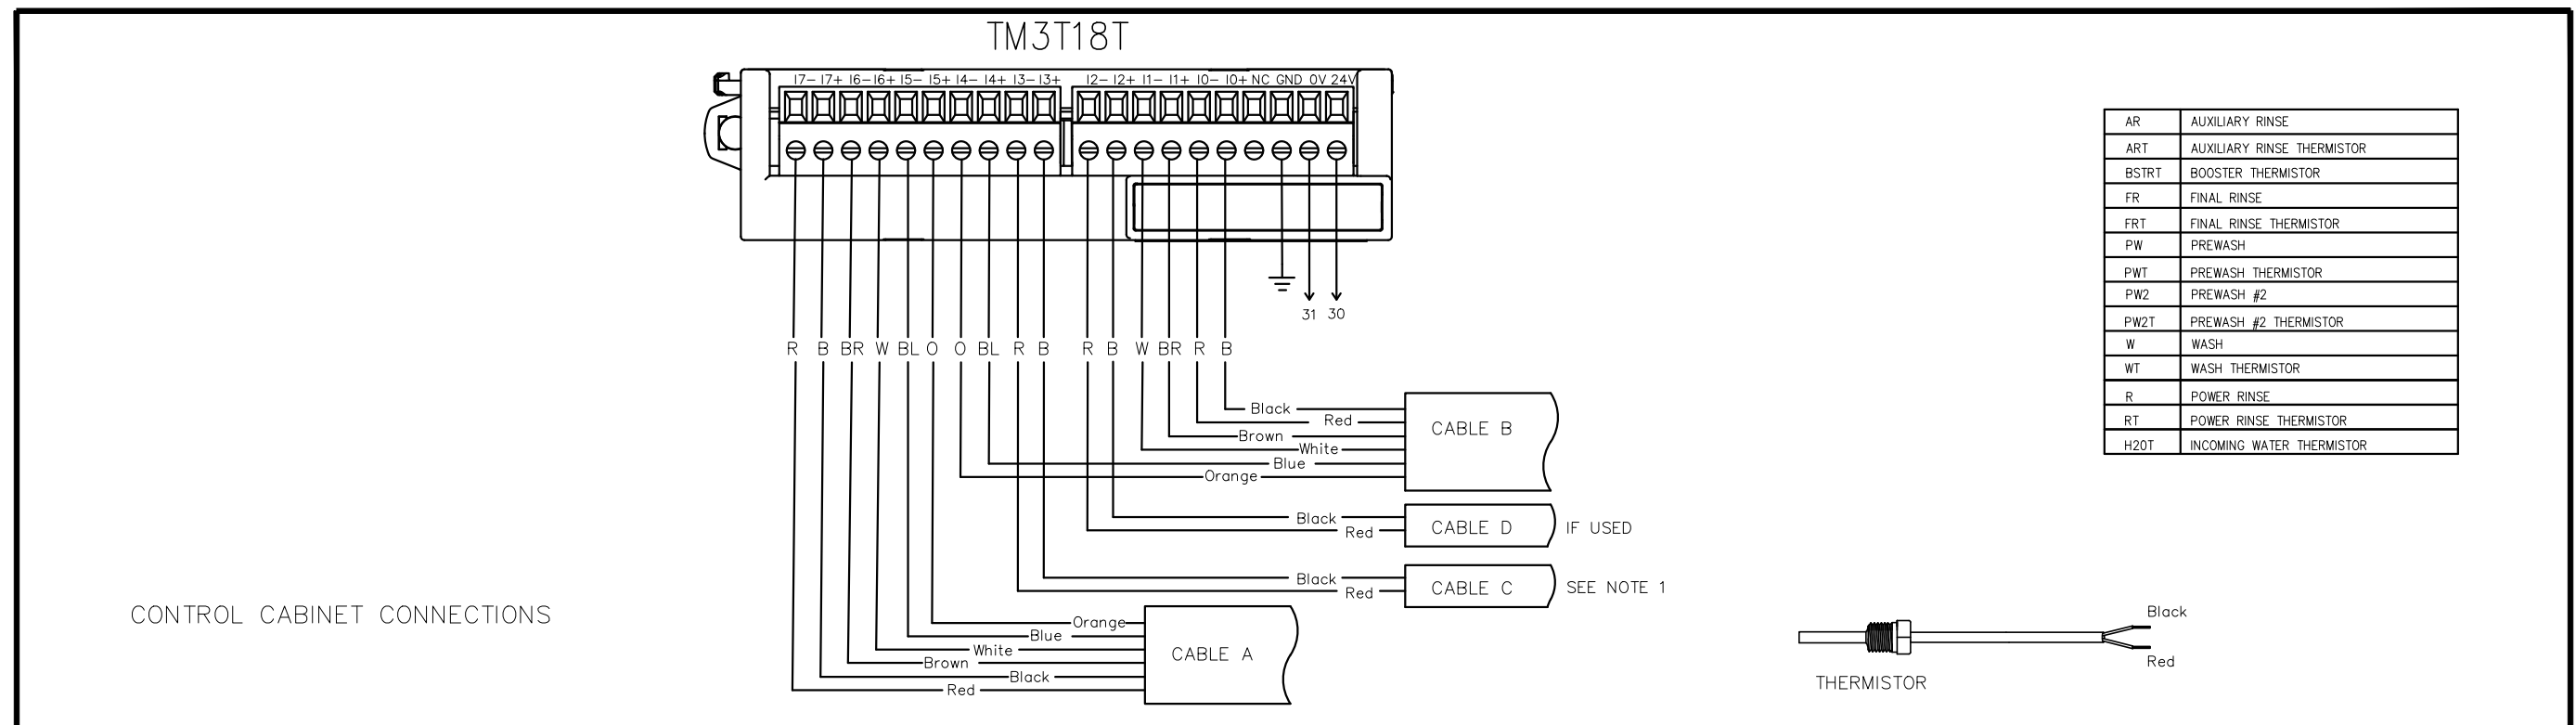 TM3T18T
I7- I7+ I6- I6+ I5- I5+ I4- I4+ I3- I3+ I2- I2+ I1- I1+ I0- I0+ NC GND 0V 24V
31 30
R B BR W BL O O BL R B R B W BR R B
Black
Red
Brown
White
Blue
Orange
CABLE B
Black
Red
CABLE D
IF USED
Black
Red
CABLE C
SEE NOTE 1
Orange
Blue
White
Brown
Black
Red
CABLE A
CONTROL CABINET CONNECTIONS
AR AUXILIARY RINSE
ART AUXILIARY RINSE THERMISTOR
BSTRT BOOSTER THERMISTOR
FR FINAL RINSE
FRT FINAL RINSE THERMISTOR
PW PREWASH
PWT PREWASH THERMISTOR
PW2 PREWASH #2
PW2T PREWASH #2 THERMISTOR
W WASH
WT WASH THERMISTOR
R POWER RINSE
RT POWER RINSE THERMISTOR
H20T INCOMING WATER THERMISTOR
Black
Red
THERMISTOR